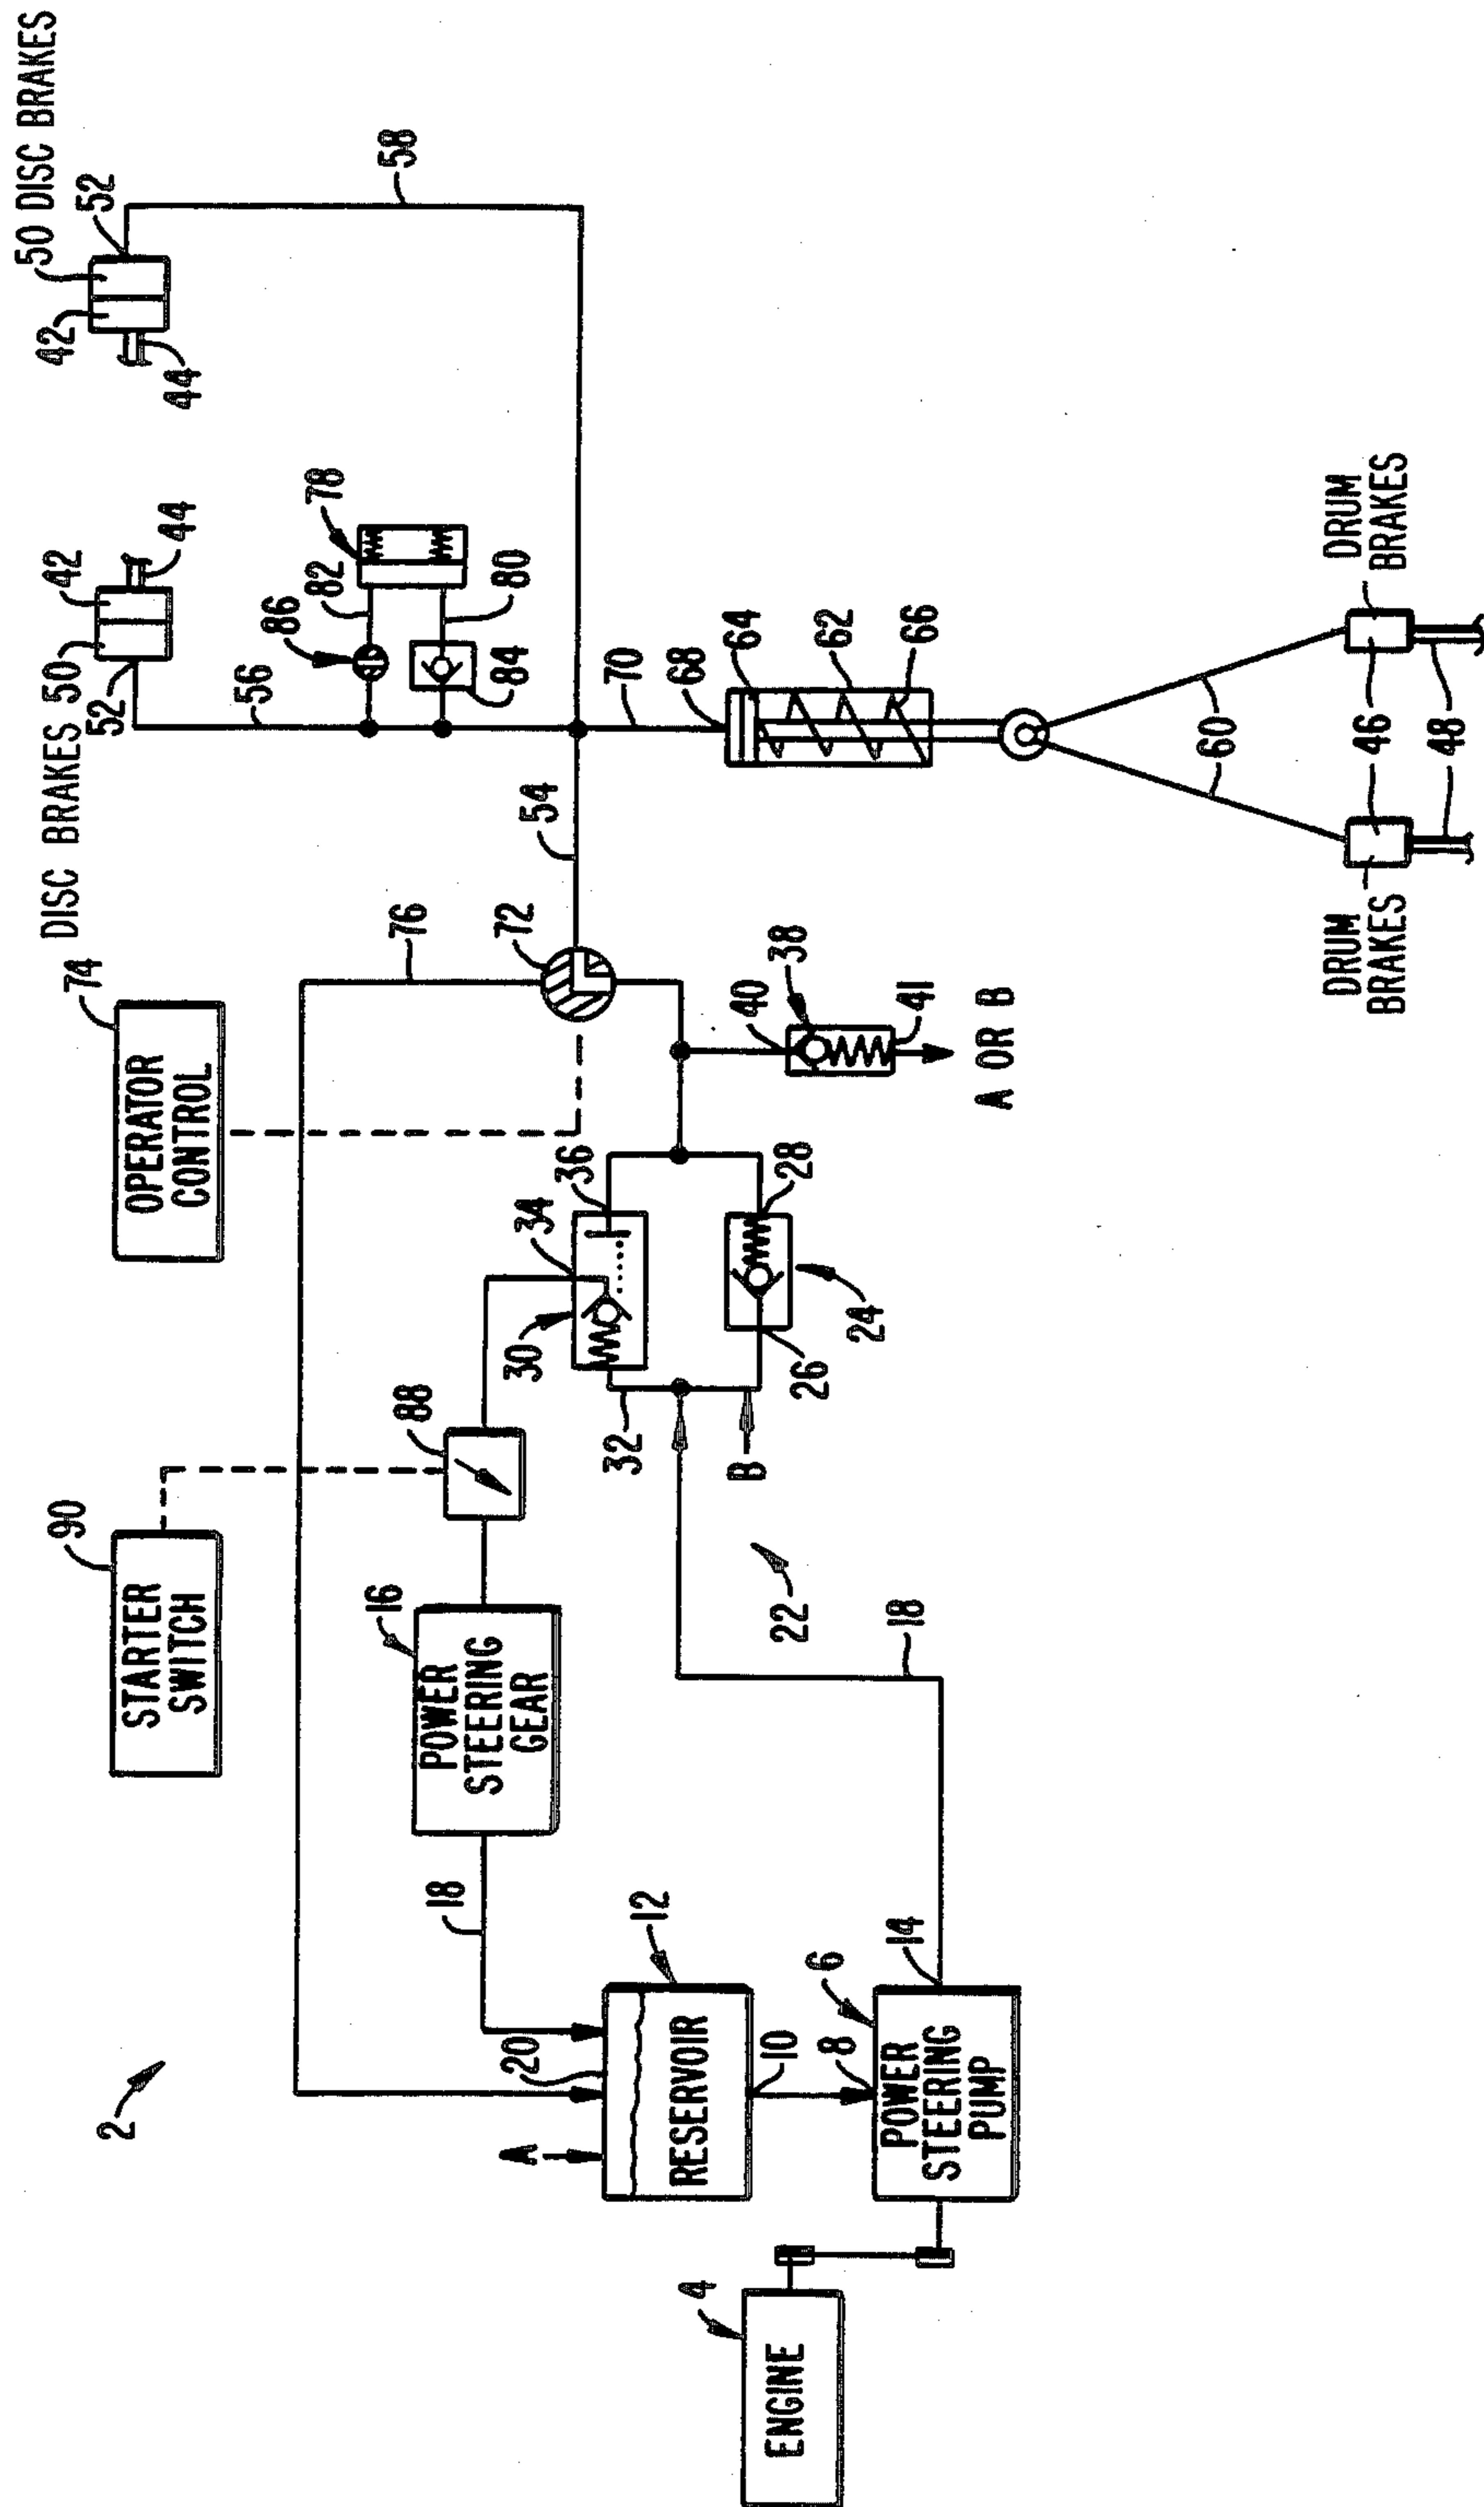 2
STARTER
SWITCH
90
OPERATOR
CONTROL
74
DISC BRAKES 50
42
44
52
50 DISC BRAKES
42
44
52
58
56
86
82
78
80
84
76
72
54
88
16
POWER
STEERING
GEAR
18
30
34
36
32
B
26
28
24
22
18
40
38
41
A OR B
A
20
12
RESERVOIR
10
8
6
POWER
STEERING
PUMP
14
4
ENGINE
70
68
64
62
66
60
46
48
DRUM
BRAKES
DRUM
BRAKES